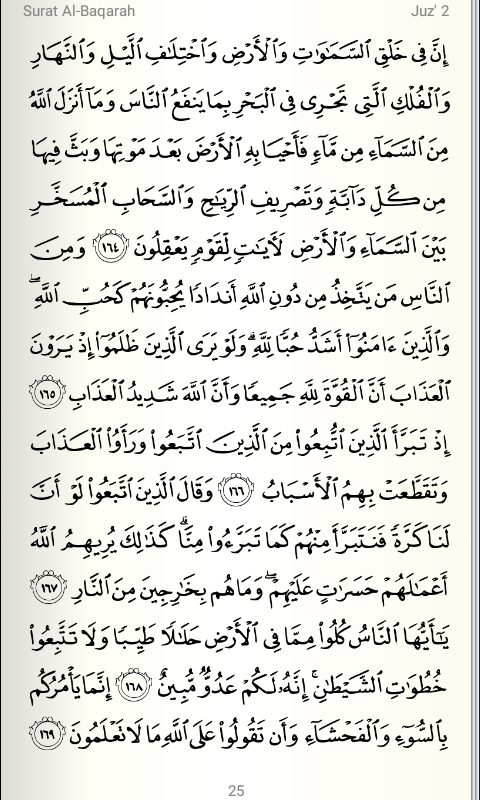 Surat Al-Baqarah
Juz' 2
إِنَّ فِى خَلْقِ ٱلسَّمَـٰوَٰتِ وَٱلْأَرْضِ وَٱخْتِلَـٰفِ ٱلَّيْلِ وَٱلنَّهَارِ
وَٱلْفُلْكِ ٱلَّتِى تَجْرِى فِى ٱلْبَحْرِ بِمَا يَنفَعُ ٱلنَّاسَ وَمَآ أَنزَلَ ٱللَّهُ
مِنَ ٱلسَّمَآءِ مِن مَّآءٍ فَأَحْيَا بِهِ ٱلْأَرْضَ بَعْدَ مَوْتِهَا وَبَثَّ فِيهَا
مِن كُلِّ دَآبَّةٍ وَتَصْرِيفِ ٱلرِّيَـٰحِ وَٱلسَّحَابِ ٱلْمُسَخَّرِ
بَيْنَ ٱلسَّمَآءِ وَٱلْأَرْضِ لَـَٔايَـٰتٍ لِّقَوْمٍ يَعْقِلُونَ ١٦٤ وَمِنَ
ٱلنَّاسِ مَن يَتَّخِذُ مِن دُونِ ٱللَّهِ أَندَادًا يُحِبُّونَهُمْ كَحُبِّ ٱللَّهِ ۖ
وَٱلَّذِينَ ءَامَنُوٓا۟ أَشَدُّ حُبًّا لِّلَّهِ ۗ وَلَوْ يَرَى ٱلَّذِينَ ظَلَمُوٓا۟ إِذْ يَرَوْنَ
ٱلْعَذَابَ أَنَّ ٱلْقُوَّةَ لِلَّهِ جَمِيعًا وَأَنَّ ٱللَّهَ شَدِيدُ ٱلْعَذَابِ ١٦٥
إِذْ تَبَرَّأَ ٱلَّذِينَ ٱتُّبِعُوا۟ مِنَ ٱلَّذِينَ ٱتَّبَعُوا۟ وَرَأَوُا۟ ٱلْعَذَابَ
وَتَقَطَّعَتْ بِهِمُ ٱلْأَسْبَابُ ١٦٦ وَقَالَ ٱلَّذِينَ ٱتَّبَعُوا۟ لَوْ أَنَّ
لَنَا كَرَّةً فَنَتَبَرَّأَ مِنْهُمْ كَمَا تَبَرَّءُوا۟ مِنَّا ۗ كَذَٰلِكَ يُرِيهِمُ ٱللَّهُ
أَعْمَـٰلَهُمْ حَسَرَٰتٍ عَلَيْهِمْ ۖ وَمَا هُم بِخَـٰرِجِينَ مِنَ ٱلنَّارِ ١٦٧
يَـٰٓأَيُّهَا ٱلنَّاسُ كُلُوا۟ مِمَّا فِى ٱلْأَرْضِ حَلَـٰلًا طَيِّبًا وَلَا تَتَّبِعُوا۟
خُطُوَٰتِ ٱلشَّيْطَـٰنِ ۚ إِنَّهُۥ لَكُمْ عَدُوٌّ مُّبِينٌ ١٦٨ إِنَّمَا يَأْمُرُكُم
بِٱلسُّوٓءِ وَٱلْفَحْشَآءِ وَأَن تَقُولُوا۟ عَلَى ٱللَّهِ مَا لَا تَعْلَمُونَ ١٦٩
25